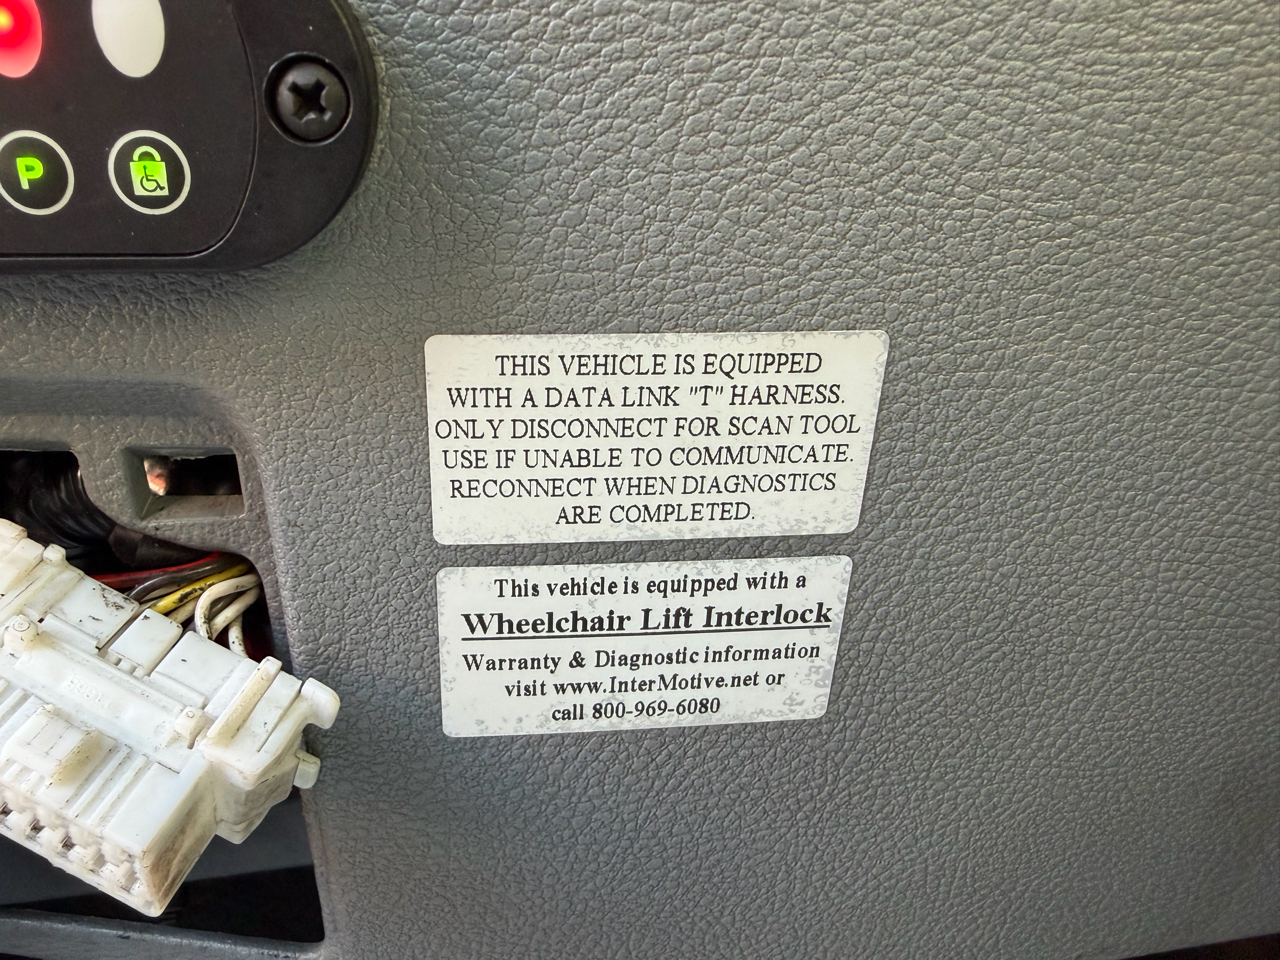 P
THIS VEHICLE IS EQUIPPED
WITH A DATA LINK "T" HARNESS.
ONLY DISCONNECT FOR SCAN TOOL
USE IF UNABLE TO COMMUNICATE.
RECONNECT WHEN DIAGNOSTICS
ARE COMPLETED.
This vehicle is equipped with a
Wheelchair Lift Interlock
Warranty & Diagnostic information
visit www.InterMotive.net or
call 800-969-6080